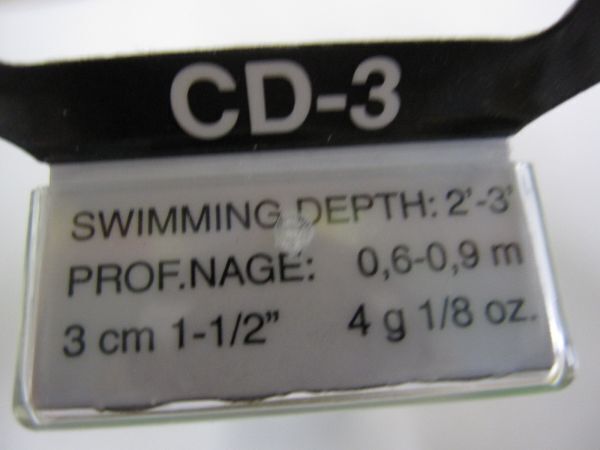 CD-3
SWIMMING DEPTH: 2'-3'
PROF.NAGE: 0,6-0,9 m
3 cm 1-1/2" 4 g 1/8 oz.